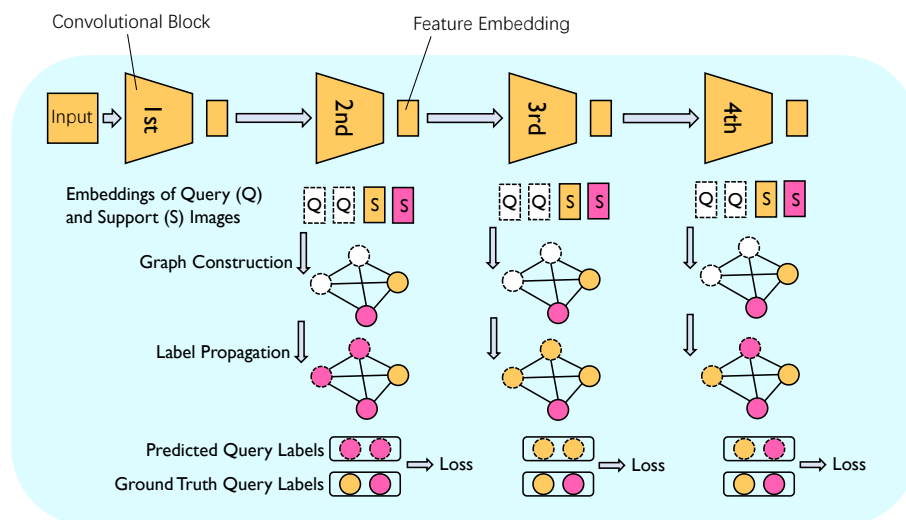 Convolutional Block
Feature Embedding
Input
1st
2nd
3rd
4th
Embeddings of Query (Q)
and Support (S) Images
Q Q S S
Q Q S S
Q Q S S
Graph Construction
Label Propagation
Predicted Query Labels
Ground Truth Query Labels
Loss
Loss
Loss